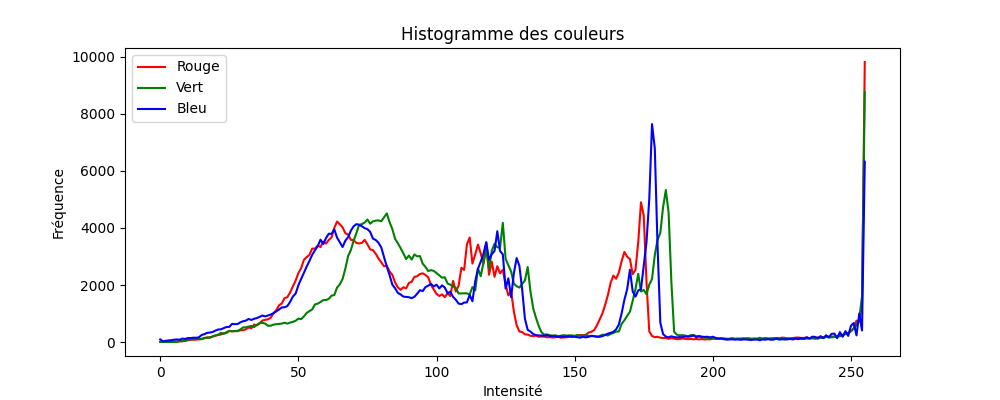 Histogramme des couleurs
10000
8000
6000
4000
2000
0
Fréquence
Rouge
Vert
Bleu
0 50 100 150 200 250
Intensité